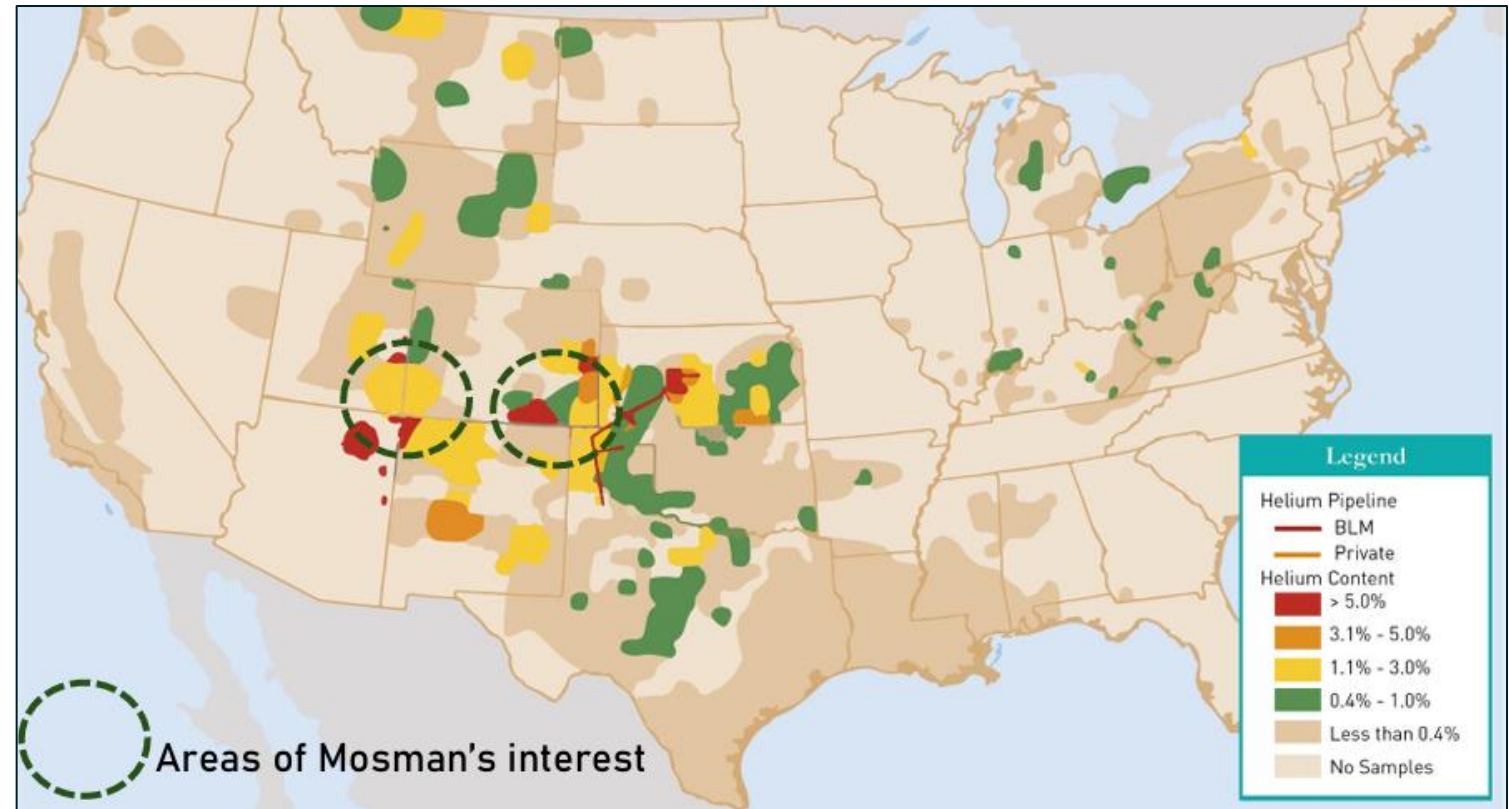 Legend
Helium Pipeline
BLM
Private
Helium Content
> 5.0%
3.1% - 5.0%
1.1% - 3.0%
0.4% - 1.0%
Less than 0.4%
No Samples
Areas of Mosman's interest